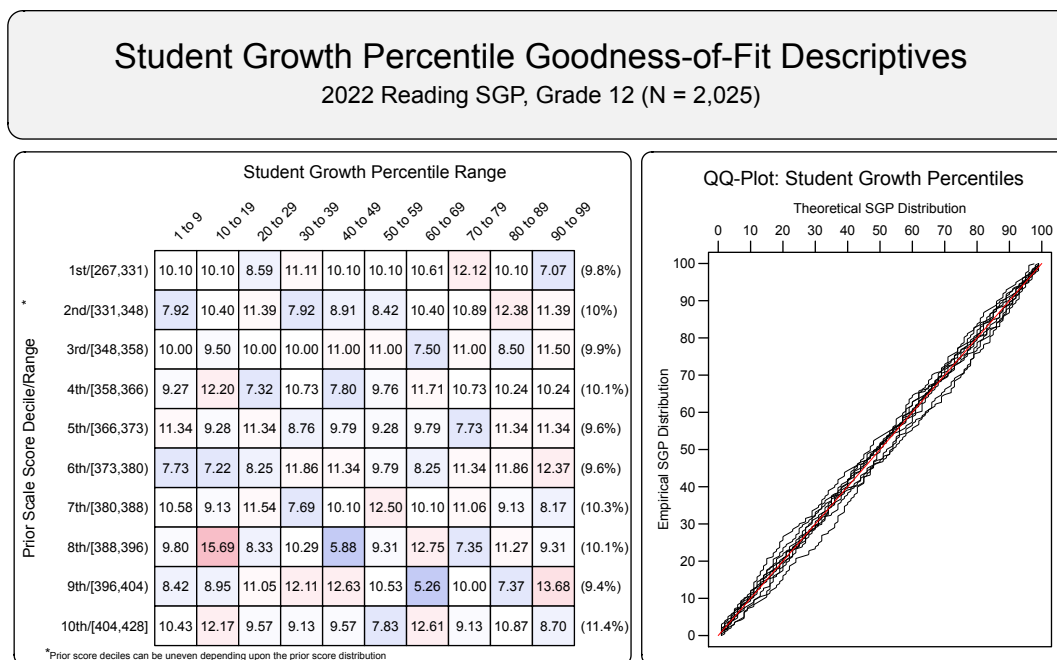 Student Growth Percentile Goodness-of-Fit Descriptives
2022 Reading SGP, Grade 12 (N = 2,025)
Student Growth Percentile Range
1 to 9 10 to 19 20 to 29 30 to 39 40 to 49 50 to 59 60 to 69 70 to 79 80 to 89 90 to 99
Prior Scale Score Decile/Range *
1st/[267,331) 10.10 10.10 8.59 11.11 10.10 10.10 10.61 12.12 10.10 7.07 (9.8%)
2nd/[331,348) 7.92 10.40 11.39 7.92 8.91 8.42 10.40 10.89 12.38 11.39 (10%)
3rd/[348,358) 10.00 9.50 10.00 10.00 11.00 11.00 7.50 11.00 8.50 11.50 (9.9%)
4th/[358,366) 9.27 12.20 7.32 10.73 7.80 9.76 11.71 10.73 10.24 10.24 (10.1%)
5th/[366,373) 11.34 9.28 11.34 8.76 9.79 9.28 9.79 7.73 11.34 11.34 (9.6%)
6th/[373,380) 7.73 7.22 8.25 11.86 11.34 9.79 8.25 11.34 11.86 12.37 (9.6%)
7th/[380,388) 10.58 9.13 11.54 7.69 10.10 12.50 10.10 11.06 9.13 8.17 (10.3%)
8th/[388,396) 9.80 15.69 8.33 10.29 5.88 9.31 12.75 7.35 11.27 9.31 (10.1%)
9th/[396,404) 8.42 8.95 11.05 12.11 12.63 10.53 5.26 10.00 7.37 13.68 (9.4%)
10th/[404,428] 10.43 12.17 9.57 9.13 9.57 7.83 12.61 9.13 10.87 8.70 (11.4%)
*Prior score deciles can be uneven depending upon the prior score distribution
QQ-Plot: Student Growth Percentiles
Theoretical SGP Distribution
0 10 20 30 40 50 60 70 80 90 100
Empirical SGP Distribution
100
90
80
70
60
50
40
30
20
10
0